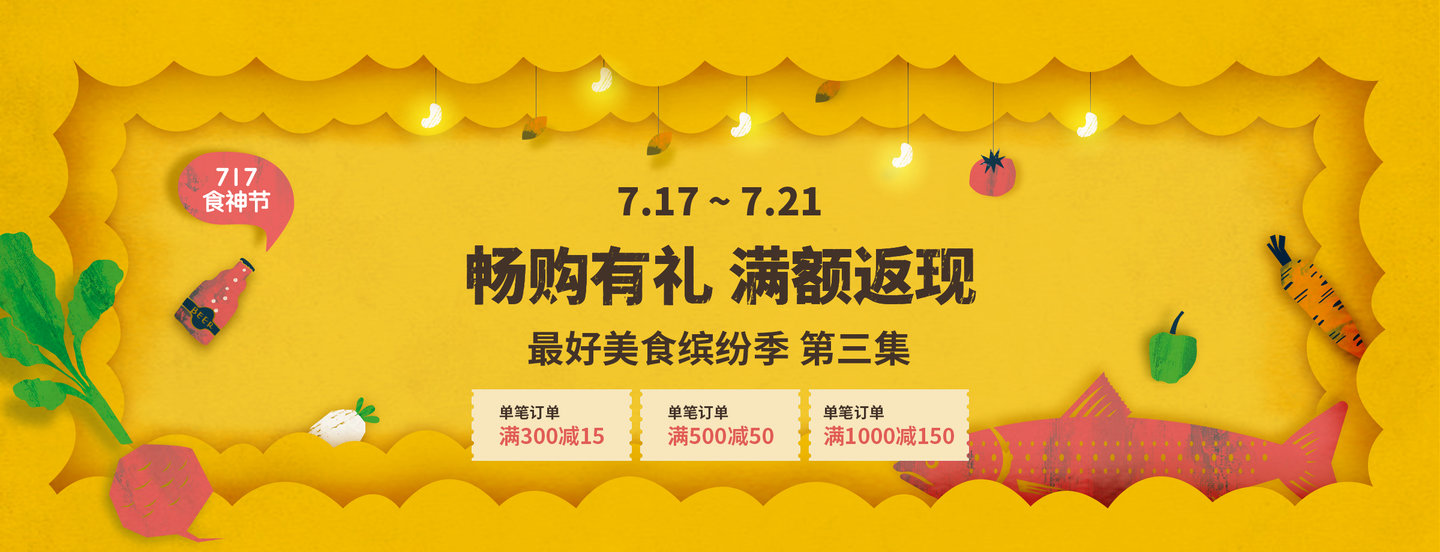 717
食神节
BEER
7.17 ~ 7.21
畅购有礼 满额返现
最好美食缤纷季 第三集
单笔订单
满300减15
单笔订单
满500减50
单笔订单
满1000减150